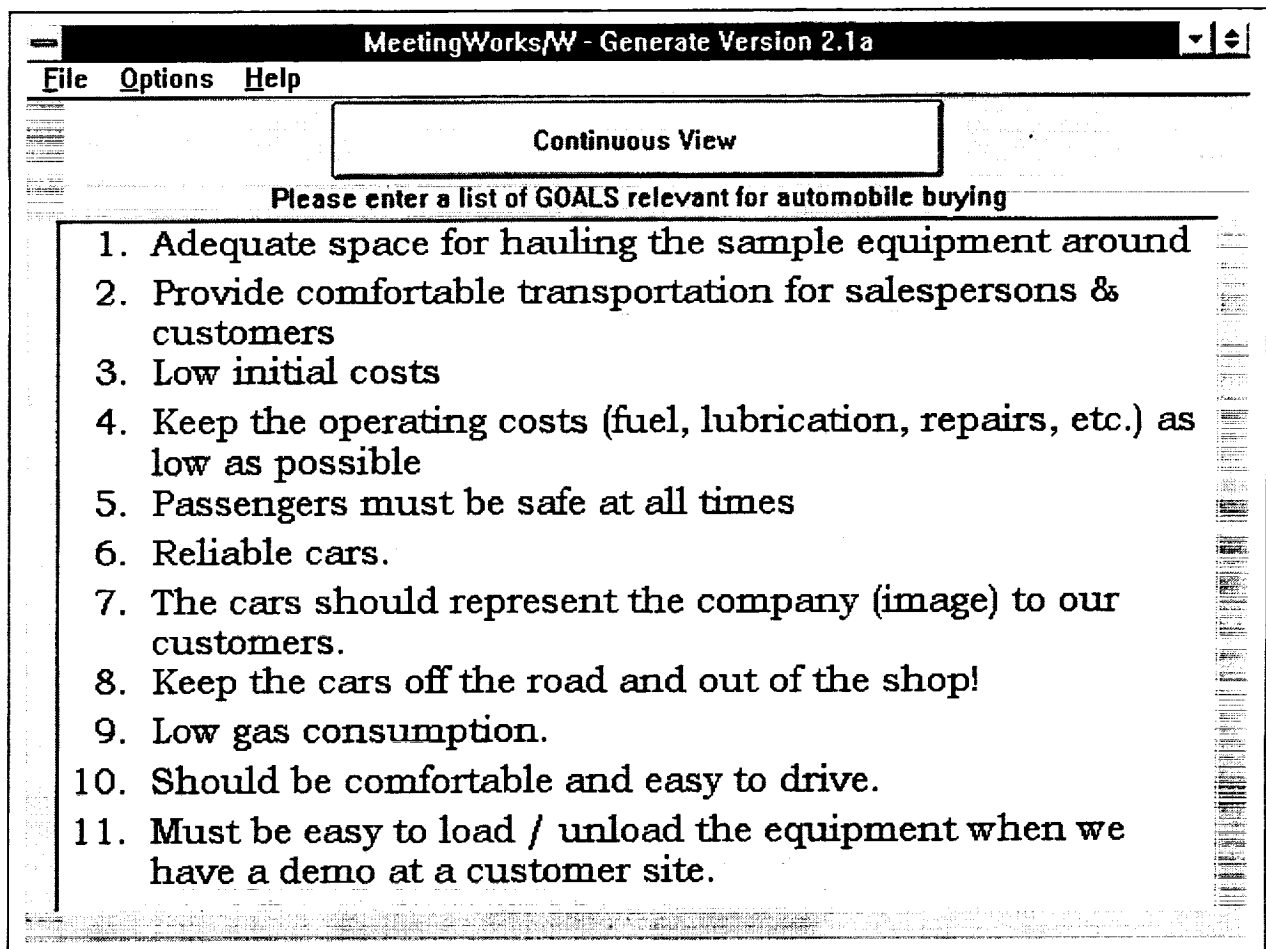 MeetingWorks/W - Generate Version 2.1a
File Options Help
Continuous View
Please enter a list of GOALS relevant for automobile buying
1. Adequate space for hauling the sample equipment around
2. Provide comfortable transportation for salespersons &
customers
3. Low initial costs
4. Keep the operating costs (fuel, lubrication, repairs, etc.) as
low as possible
5. Passengers must be safe at all times
6. Reliable cars.
7. The cars should represent the company (image) to our
customers.
8. Keep the cars off the road and out of the shop!
9. Low gas consumption.
10. Should be comfortable and easy to drive.
11. Must be easy to load / unload the equipment when we
have a demo at a customer site.